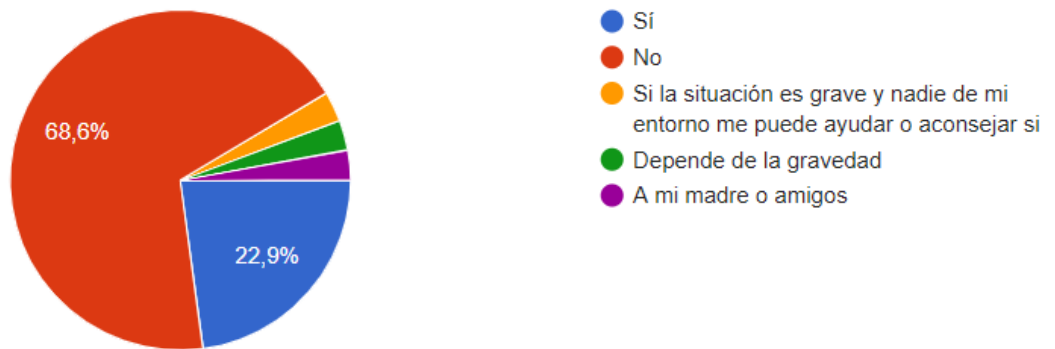 68,6%
22,9%
Sí
No
Si la situación es grave y nadie de mi
entorno me puede ayudar o aconsejar si
Depende de la gravedad
A mi madre o amigos